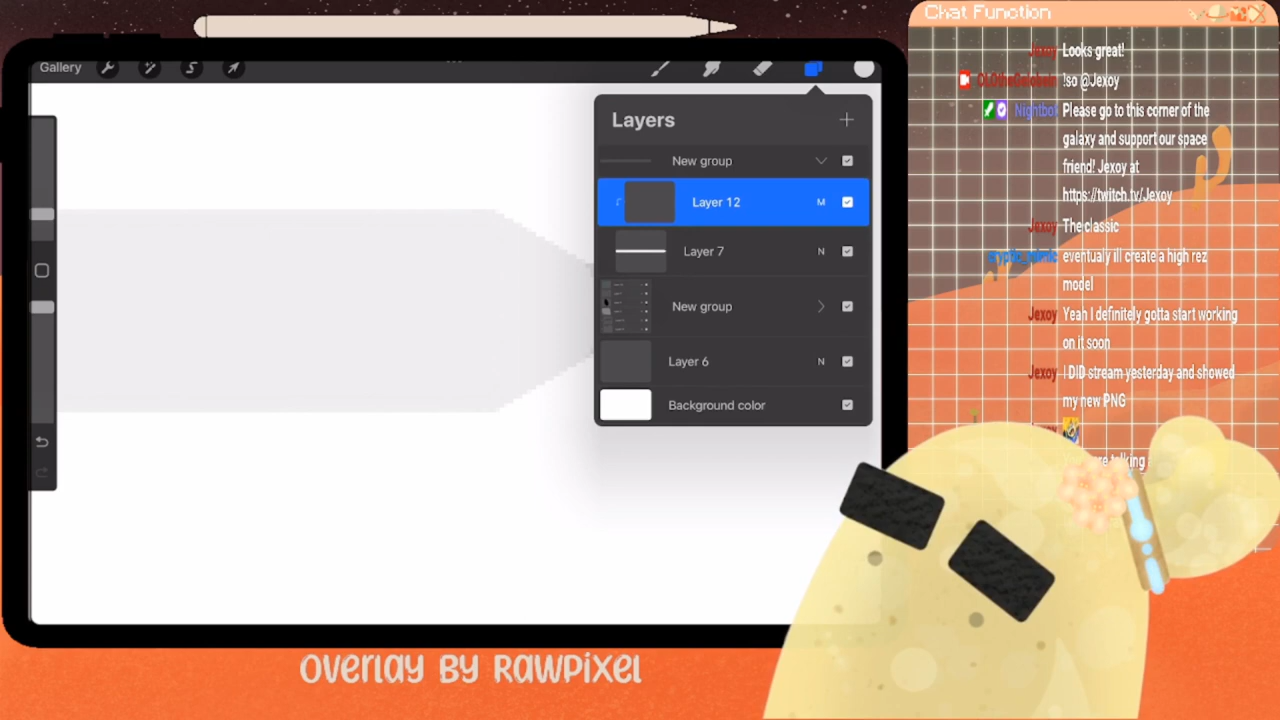 Chat Function
Gallery
Layers
New group
Layer 12
M
Layer 7
N
New group
Layer 6
N
Background color
Jexoy Looks great!
!so @Jexoy
Nightbot Please go to this corner of the
galaxy and support our space
friend! Jexoy at
https://twitch.tv/Jexoy
Jexoy The classic
eventualy ill create a high rez
model
Jexoy Yeah I definitely gotta start working
on it soon
Jexoy I DID stream yesterday and showed
my new PNG
talking
OVERLAY BY RAWPIXEL